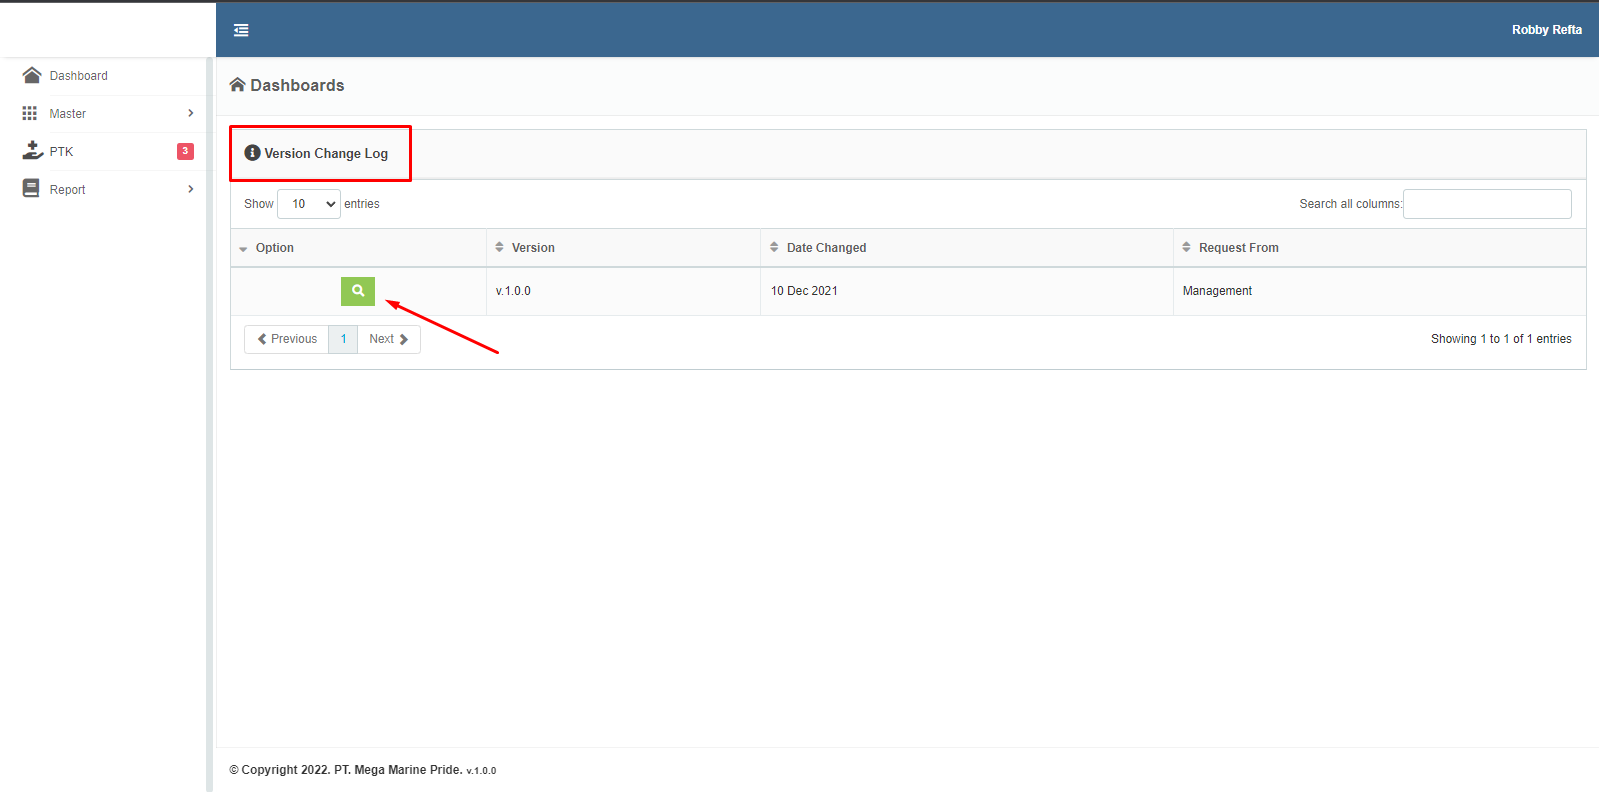 Robby Refta
Dashboard
Master
PTK 3
Report
Dashboards
Version Change Log
Show 10 entries
Search all columns:
Option Version Date Changed Request From
v.1.0.0 10 Dec 2021 Management
Previous 1 Next
Showing 1 to 1 of 1 entries
© Copyright 2022. PT. Mega Marine Pride. v.1.0.0